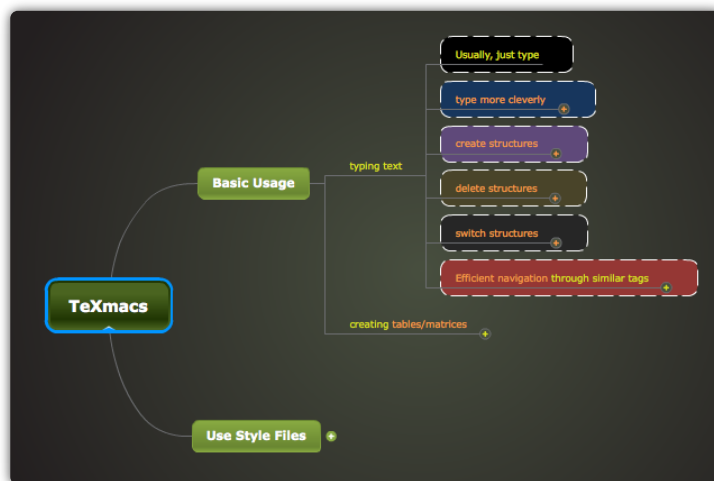 Usually, just type
type more cleverly
create structures
typing text
Basic Usage
delete structures
switch structures
Efficient navigation through similar tags
TeXmacs
creating tables/matrices
Use Style Files